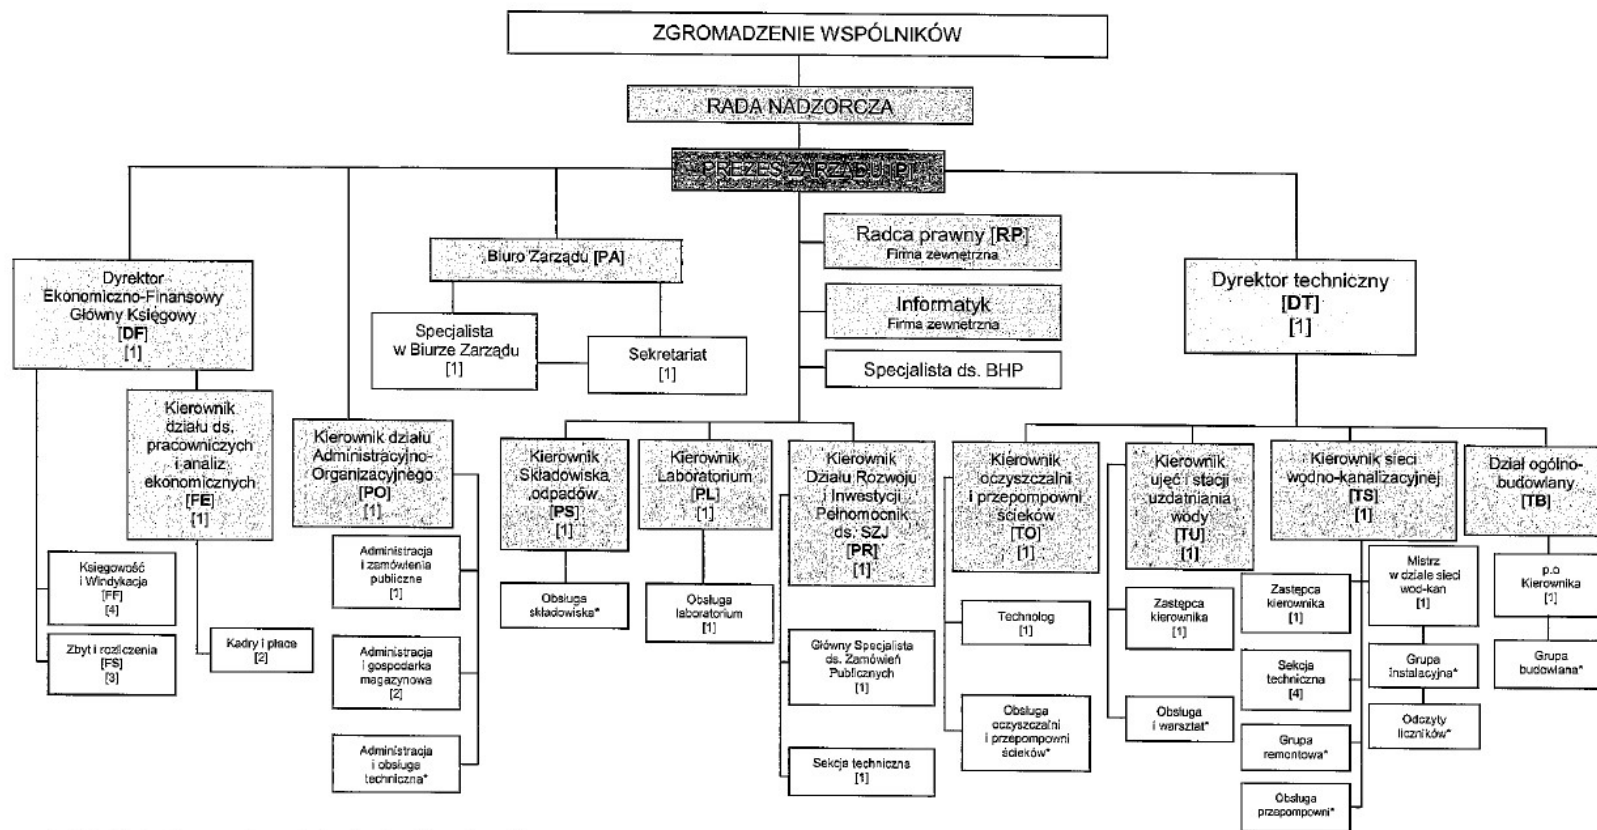 ZGROMADZENIE WSPÓLNIKÓW
RADA NADZORCZA
PREZES ZARZĄDU [P]
Dyrektor
Ekonomiczno-Finansowy
Główny Księgowy
[DF]
[1]
Biuro Zarządu [PA]
Specjalista
w Biurze Zarządu
[1]
Sekretariat
[1]
Radca prawny [RP]
Firma zewnętrzna
Informatyk
Firma zewnętrzna
Specjalista ds. BHP
Dyrektor techniczny
[DT]
[1]
Kierownik
działu ds.
pracowniczych
i analiz
ekonomicznych
[FE]
[1]
Kierownik działu
Administracyjno-
Organizacyjnego
[PO]
[1]
Kierownik
Składowiska
odpadów
[PS]
[1]
Kierownik
Laboratorium
[PL]
[1]
Kierownik
Działu Rozwoju
i Inwestycji
Pełnomocnik
ds. SZJ
[PR]
[1]
Kierownik
oczyszczalni
i przepompowni
ścieków
[TO]
[1]
Kierownik
ujęć i stacji
uzdatniania
wody
[TU]
[1]
Kierownik sieci
wodno-kanalizacyjnej
[TS]
[1]
Dział ogólno-
budowlany
[TB]
Księgowość
i Windykacja
[FF]
[4]
Zbyt i rozliczenia
[FS]
[3]
Kadry i płace
[2]
Administracja
i zamówienia
publiczne
[1]
Administracja
i gospodarka
magazynowa
[2]
Administracja
i obsługa
techniczna*
Obsługa
składowiska*
Obsługa
laboratorium
[1]
Główny Specjalista
ds. Zamówień
Publicznych
[1]
Sekcja techniczna
[1]
Technolog
[1]
Obsługa
oczyszczalni
i przepompowni
ścieków*
Zastępca
kierownika
[1]
Obsługa
i warsztat*
Zastępca
kierownika
[1]
Sekcja
techniczna
[4]
Grupa
remontowa*
Obsługa
przepompowni*
Mistrz
w dziale sieci
wod-kan
[1]
Grupa
Instalacyjna*
Odczyty
liczników*
p.o
Kierownika
[1]
Grupa
budowlana*